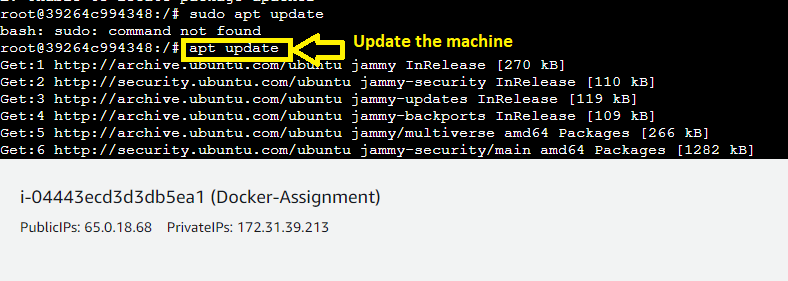 root@39264c994348:/# sudo apt update
bash: sudo: command not found
root@39264c994348:/# apt update
Update the machine
Get:1 http://archive.ubuntu.com/ubuntu jammy InRelease [270 kB]
Get:2 http://security.ubuntu.com/ubuntu jammy-security InRelease [110 kB]
Get:3 http://archive.ubuntu.com/ubuntu jammy-updates InRelease [119 kB]
Get:4 http://archive.ubuntu.com/ubuntu jammy-backports InRelease [109 kB]
Get:5 http://archive.ubuntu.com/ubuntu jammy/multiverse amd64 Packages [266 kB]
Get:6 http://security.ubuntu.com/ubuntu jammy-security/main amd64 Packages [1282 kB]
i-04443ecd3d3db5ea1 (Docker-Assignment)
PublicIPs: 65.0.18.68 PrivateIPs: 172.31.39.213